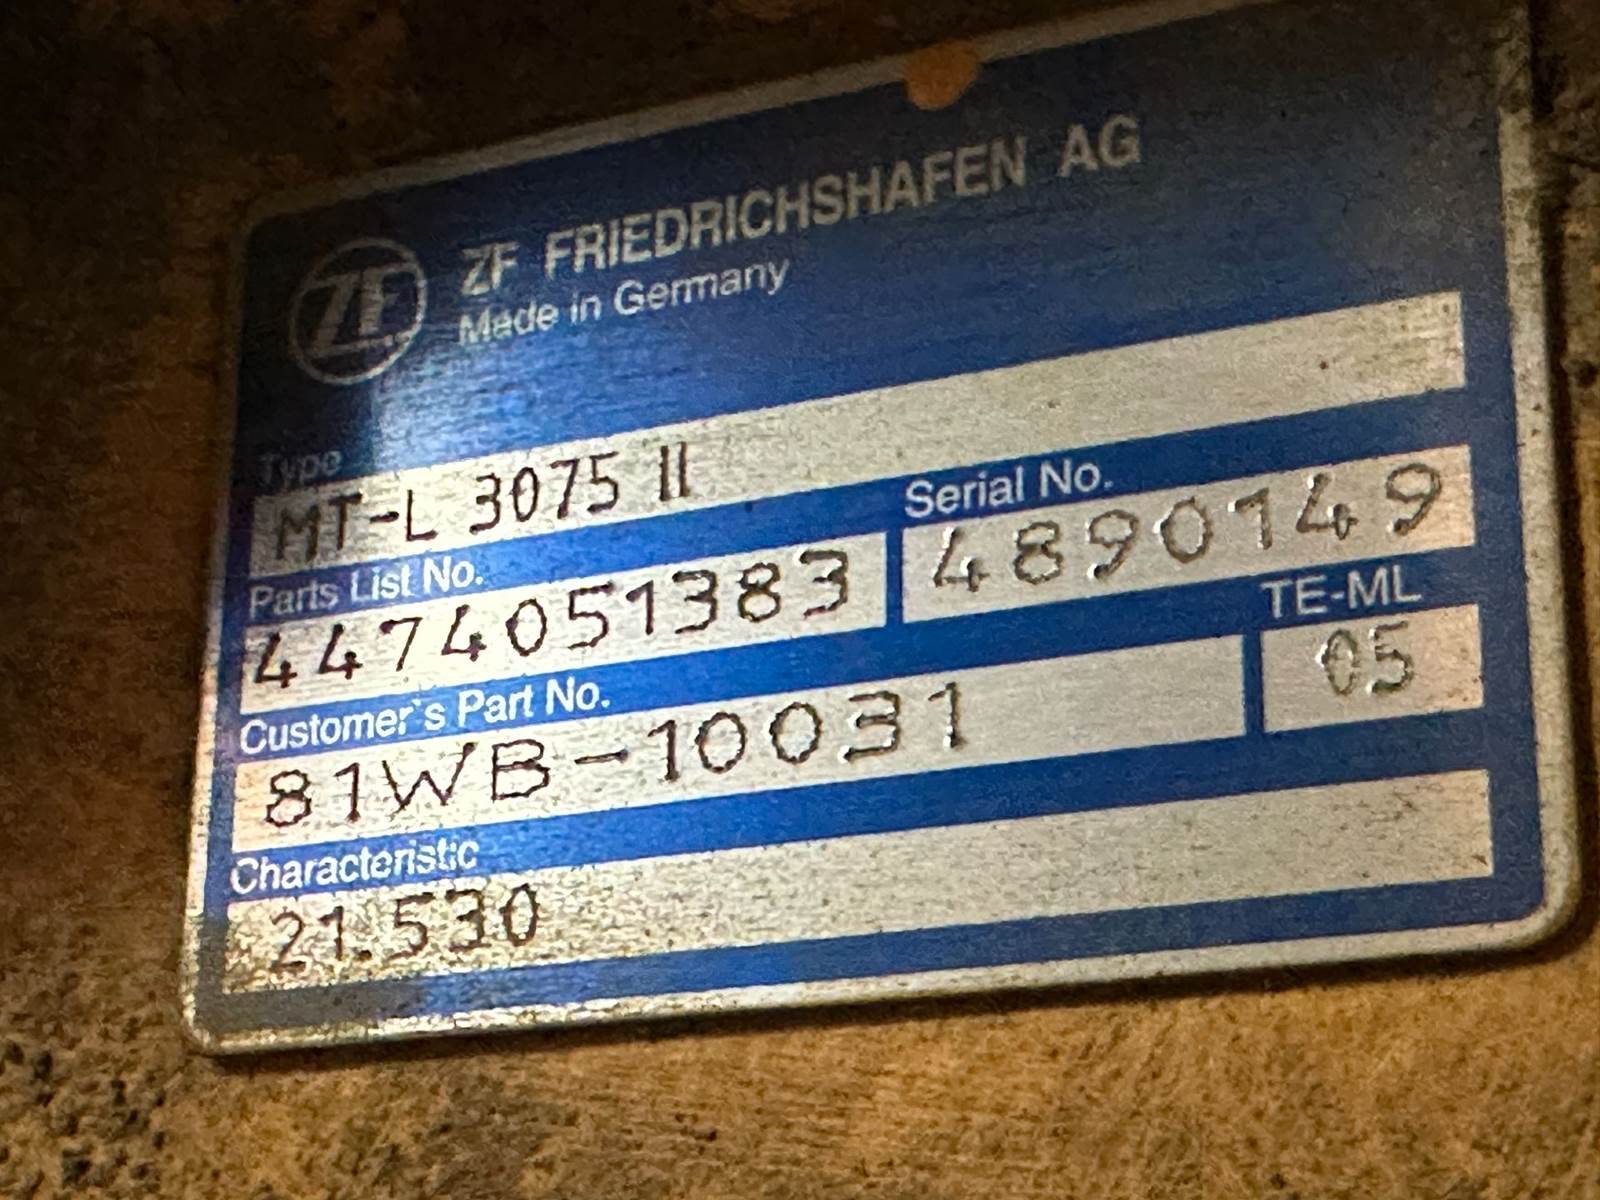 ZF
ZF FRIEDRICHSHAFEN AG
Made in Germany
Type
MT-L 3075 II
Parts List No.
Serial No.
4474051383
4890149
Customer's Part No.
TE-ML
81WB-10031
05
Characteristic
21.530